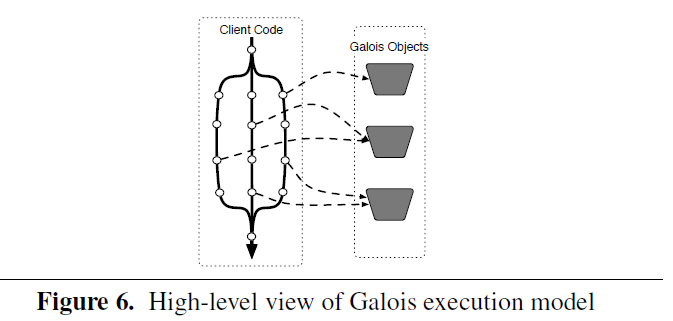 Client Code
Galois Objects
Figure 6. High-level view of Galois execution model